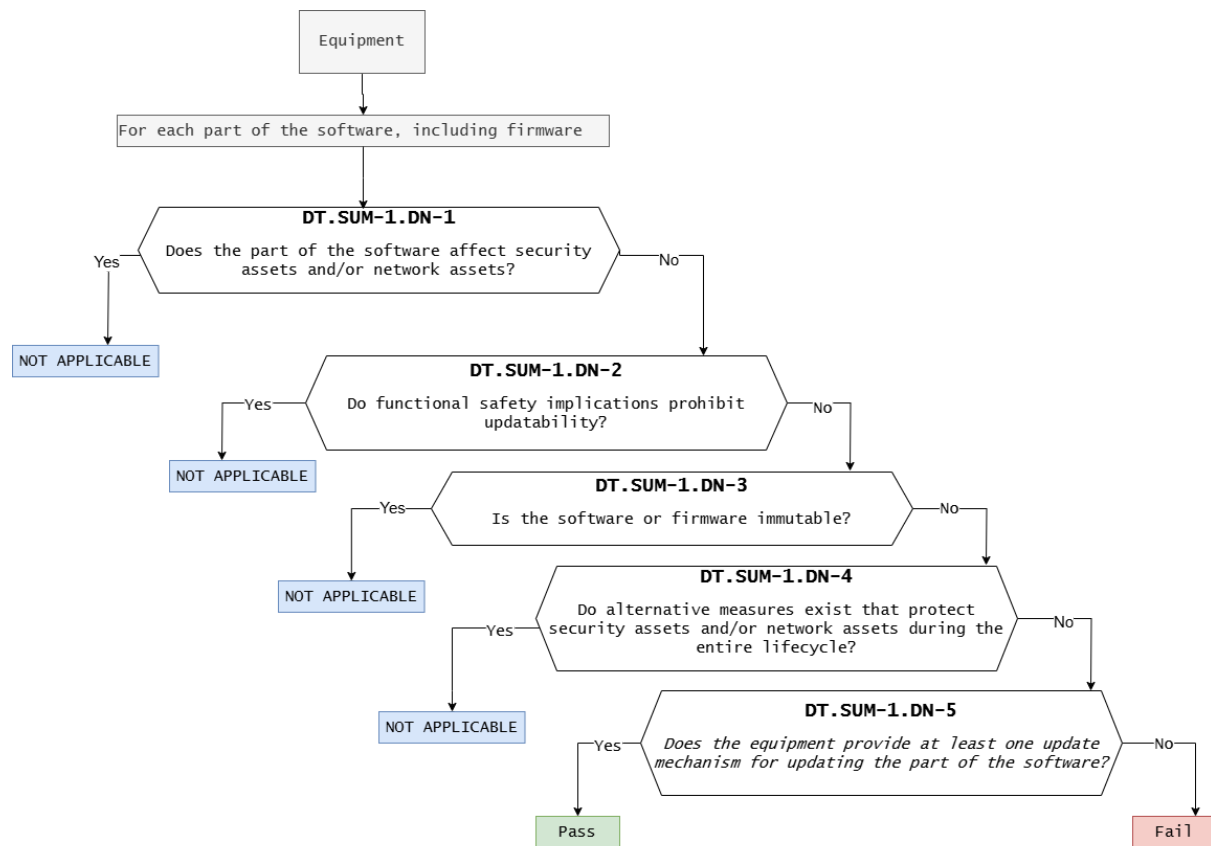 Equipment
For each part of the software, including firmware
DT.SUM-1.DN-1
Does the part of the software affect security
assets and/or network assets?
Yes
No
NOT APPLICABLE
DT.SUM-1.DN-2
Do functional safety implications prohibit
updatability?
Yes
No
NOT APPLICABLE
DT.SUM-1.DN-3
Is the software or firmware immutable?
Yes
No
NOT APPLICABLE
DT.SUM-1.DN-4
Do alternative measures exist that protect
security assets and/or network assets during the
entire lifecycle?
Yes
No
NOT APPLICABLE
DT.SUM-1.DN-5
Does the equipment provide at least one update
mechanism for updating the part of the software?
Yes
No
Pass
Fail